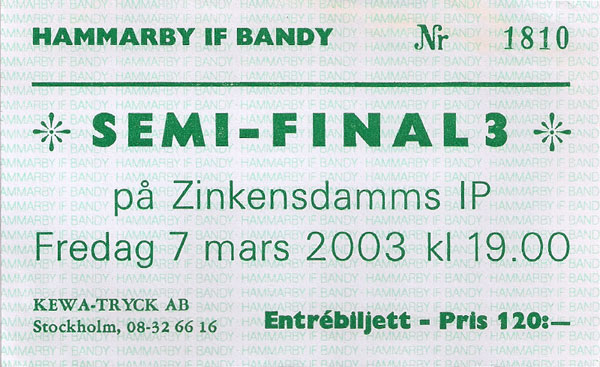 HAMMARBY IF BANDY Nr 1810
SEMI-FINAL 3
på Zinkensdamms IP
Fredag 7 mars 2003 kl 19.00
KEWA-TRYCK AB
Stockholm, 08-32 66 16
Entrébiljett - Pris 120:—